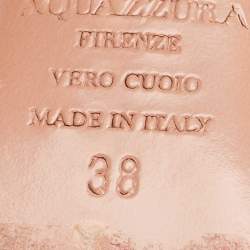 AQUAZZURA
FIRENZE
VERO CUOIO
MADE IN ITALY
38